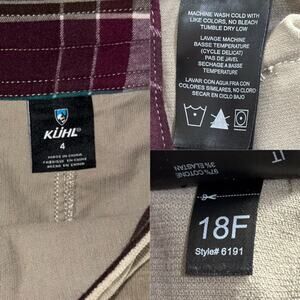 KÜHL®
4
MADE IN CHINA
FABRIQUÉ EN CHINE
HECHO EN CHINA
MACHINE WASH COLD WITH
LIKE COLORS, NO BLEACH
TUMBLE DRY LOW
LAVAGE MACHINE
BASSE TEMPERATURE
(CYCLE DELICAT)
PAS DE JAVEL
SECHAGE A BASSE
TEMPERATURE
LAVAR CON AGUA FRIA CON
COLORES SIMILARES, NO CLORO
SECAR EN CICLO BAJO
97% COTTON
3% ELASTAN
18F
Style# 6191